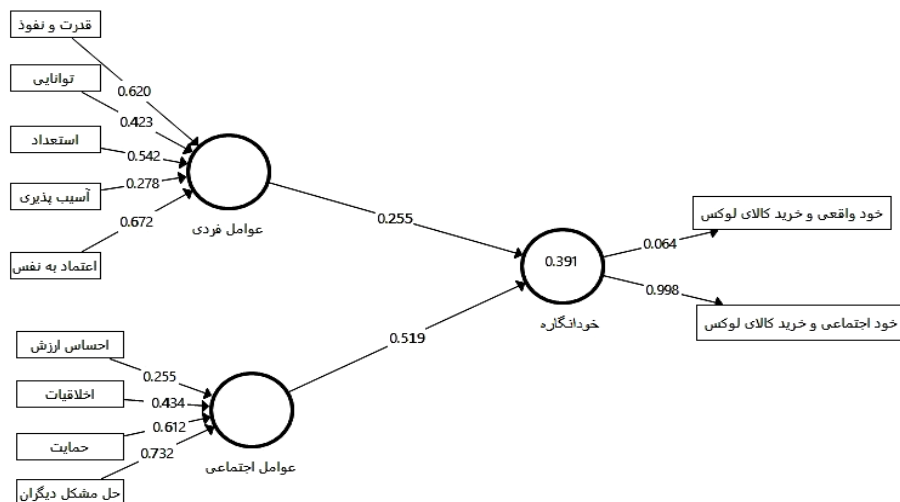 قدرت و نفوذ
0.620
توانایی
0.423
استعداد
0.542
آسیب پذیری
0.278
اعتماد به نفس
0.672
عوامل فردی
0.255
احساس ارزش
0.255
اخلاقیات
0.434
حمایت
0.612
حل مشکل دیگران
0.732
عوامل اجتماعی
0.519
0.391
خودانگاره
خود واقعی و خرید کالای لوکس
0.064
خود اجتماعی و خرید کالای لوکس
0.998